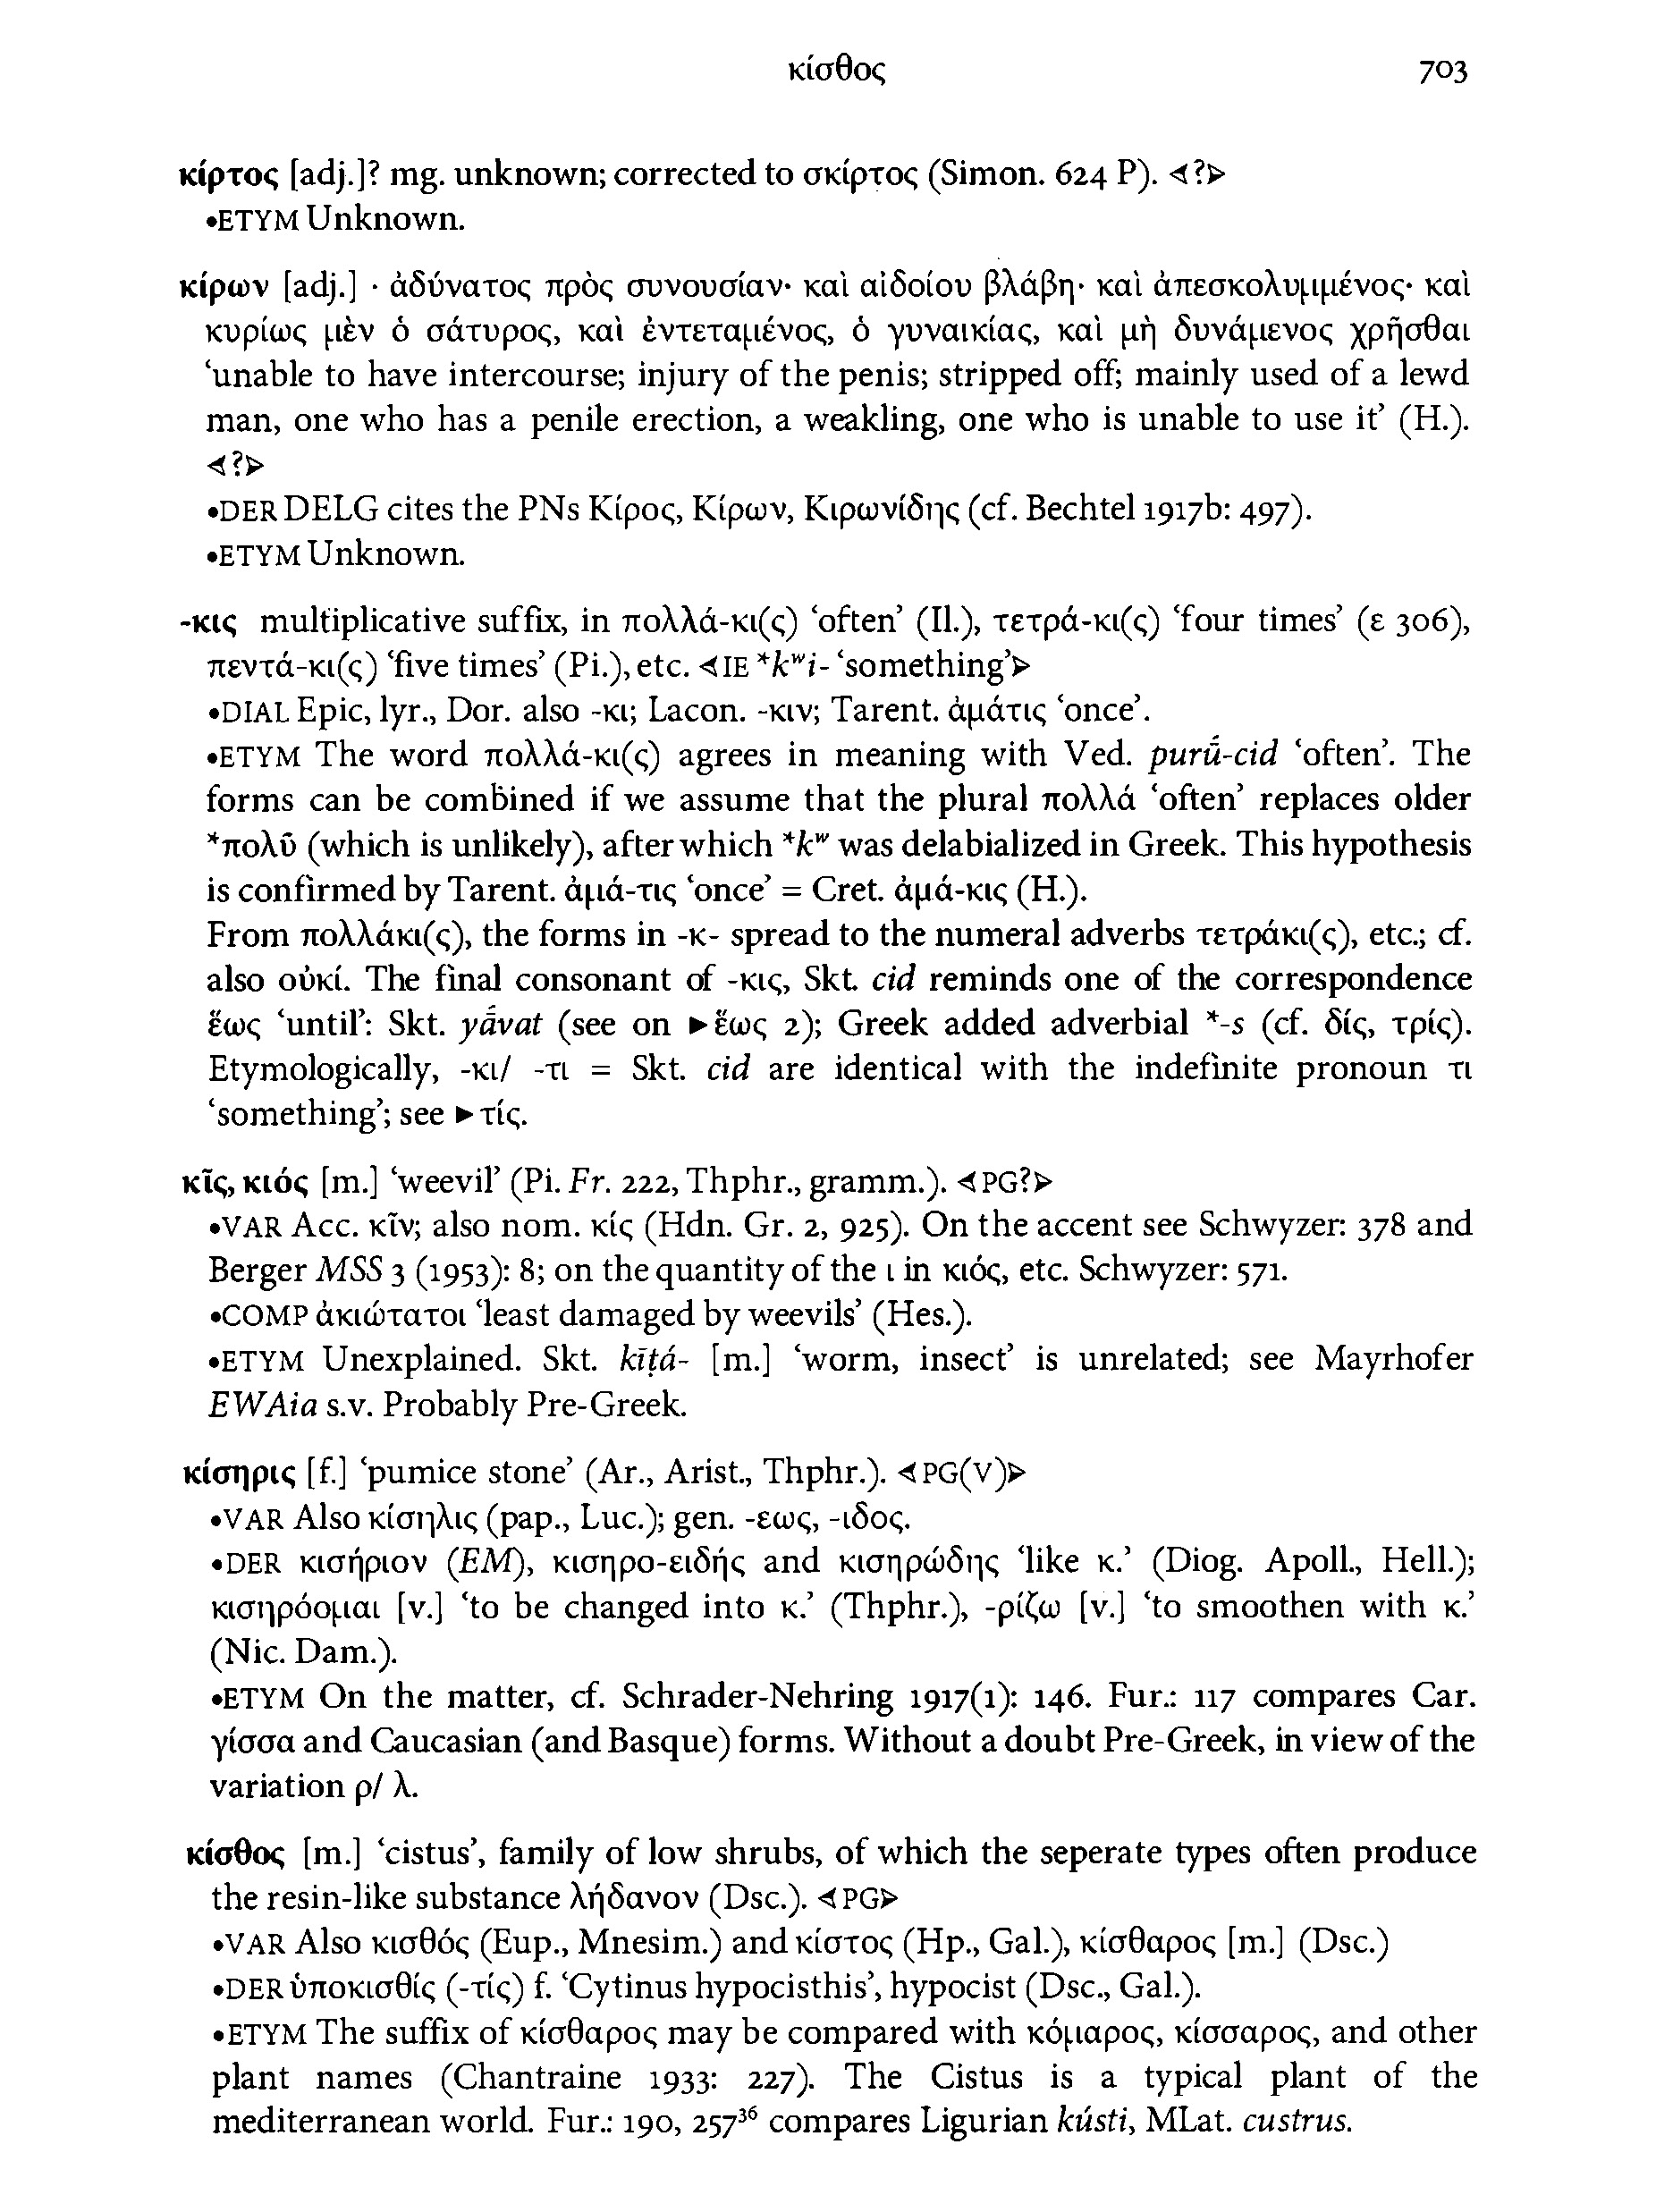 κίσθος 703
κίρτος [adj.]? mg. unknown; corrected to σκίρτος (Simon. 624 P). ⊲?⊳
•ETYM Unknown.
κίρων [adj.] · ἀδύνατος πρὸς συνουσίαν· καὶ αἰδοίου βλάβη· καὶ ἀπεσκολυμμένος· καὶ
κυρίως μὲν ὁ σάτυρος, καὶ ἐντεταμένος, ὁ γυναικίας, καὶ μὴ δυνάμενος χρῆσθαι
‘unable to have intercourse; injury of the penis; stripped off; mainly used of a lewd
man, one who has a penile erection, a weakling, one who is unable to use it’ (H.).
⊲?⊳
•DER DELG cites the PNs Κίρος, Κίρων, Κιρωνίδης (cf. Bechtel 1917b: 497).
•ETYM Unknown.
-κις multiplicative suffix, in πολλά-κι(ς) ‘often’ (Il.), τετρά-κι(ς) ‘four times’ (ε 306),
πεντά-κι(ς) ‘five times’ (Pi.), etc. ⊲IE *kʷi- ‘something’⊳
•DIAL Epic, lyr., Dor. also -κι; Lacon. -κιν; Tarent. ἁμάτις ‘once’.
•ETYM The word πολλά-κι(ς) agrees in meaning with Ved. purū́-cid ‘often’. The
forms can be combined if we assume that the plural πολλά ‘often’ replaces older
*πολῡ (which is unlikely), after which *kʷ was delabialized in Greek. This hypothesis
is confirmed by Tarent. ἁμά-τις ‘once’ = Cret. ἀμά-κις (H.).
From πολλάκι(ς), the forms in -κ- spread to the numeral adverbs τετράκι(ς), etc.; cf.
also οὐκί. The final consonant of -κις, Skt. cid reminds one of the correspondence
ἕως ‘until’: Skt. yā́vat (see on ►ἕως 2); Greek added adverbial *-s (cf. δίς, τρίς).
Etymologically, -κι/ -τι = Skt. cid are identical with the indefinite pronoun τι
‘something’; see ►τίς.
κῖς, κιός [m.] ‘weevil’ (Pi. Fr. 222, Thphr., gramm.). ⊲PG?⊳
•VAR Acc. κῖν; also nom. κίς (Hdn. Gr. 2, 925). On the accent see Schwyzer: 378 and
Berger MSS 3 (1953): 8; on the quantity of the ι in κιός, etc. Schwyzer: 571.
•COMP ἀκιώτατοι ‘least damaged by weevils’ (Hes.).
•ETYM Unexplained. Skt. kīṭá- [m.] ‘worm, insect’ is unrelated; see Mayrhofer
EWAia s.v. Probably Pre-Greek.
κίσηρις [f.] ‘pumice stone’ (Ar., Arist., Thphr.). ⊲PG(V)⊳
•VAR Also κίσηλις (pap., Luc.); gen. -εως, -ιδος.
•DER κισήριον (EM), κισηρο-ειδής and κισηρώδης ‘like κ.’ (Diog. Apoll., Hell.);
κισηρόομαι [v.] ‘to be changed into κ.’ (Thphr.), -ρίζω [v.] ‘to smoothen with κ.’
(Nic. Dam.).
•ETYM On the matter, cf. Schrader-Nehring 1917(1): 146. Fur.: 117 compares Car.
γίσσα and Caucasian (and Basque) forms. Without a doubt Pre-Greek, in view of the
variation ρ/ λ.
κίσθος [m.] ‘cistus’, family of low shrubs, of which the seperate types often produce
the resin-like substance λήδανον (Dsc.). ⊲PG⊳
•VAR Also κισθός (Eup., Mnesim.) and κίστος (Hp., Gal.), κίσθαρος [m.] (Dsc.)
•DER ὑποκισθίς (-τίς) f. ‘Cytinus hypocisthis’, hypocist (Dsc., Gal.).
•ETYM The suffix of κίσθαρος may be compared with κόμαρος, κίσσαρος, and other
plant names (Chantraine 1933: 227). The Cistus is a typical plant of the
mediterranean world. Fur.: 190, 257³⁶ compares Ligurian kústi, MLat. custrus.